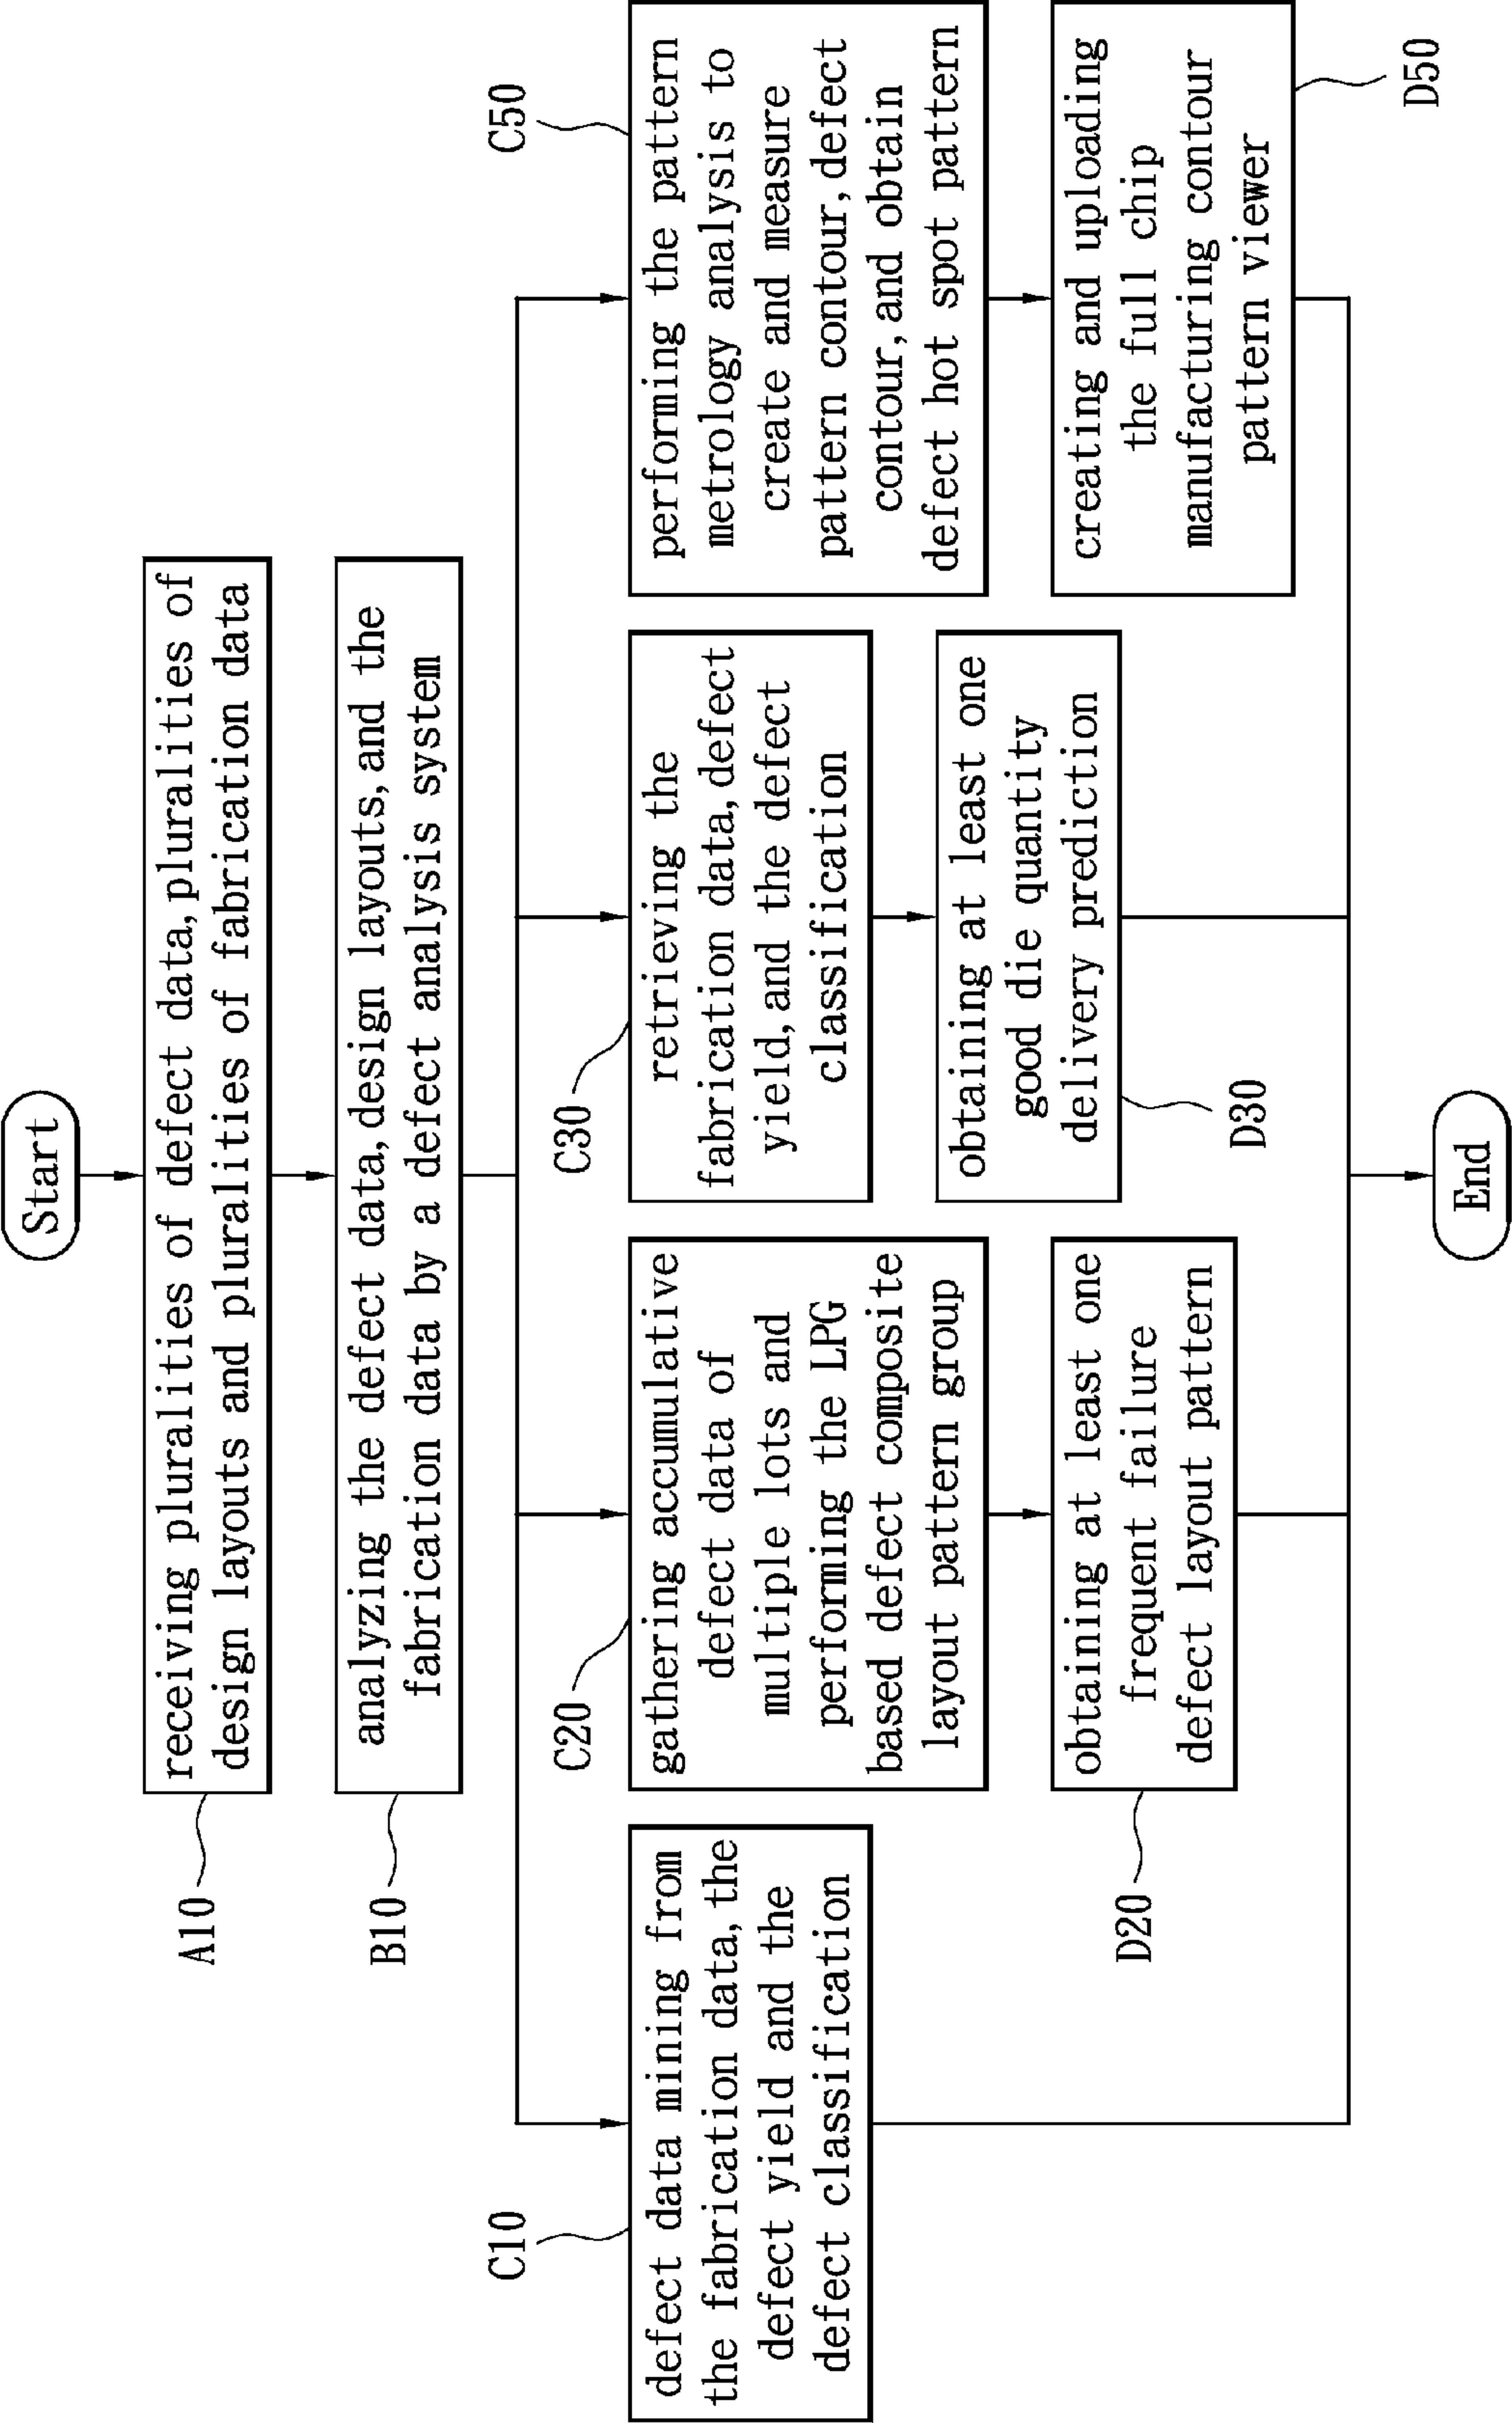 Start
A10
receiving pluralities of defect data, pluralities of
design layouts and pluralities of fabrication data
B10
analyzing the defect data, design layouts, and the
fabrication data by a defect analysis system
C10
defect data mining from
the fabrication data, the
defect yield and the
defect classification
C20
gathering accumulative
defect data of
multiple lots and
performing the LPG
based defect composite
layout pattern group
C30
retrieving the
fabrication data, defect
yield, and the defect
classification
C50
performing the pattern
metrology analysis to
create and measure
pattern contour, defect
contour, and obtain
defect hot spot pattern
D20
obtaining at least one
frequent failure
defect layout pattern
obtaining at least one
good die quantity
delivery prediction
D30
creating and uploading
the full chip
manufacturing contour
pattern viewer
D50
End